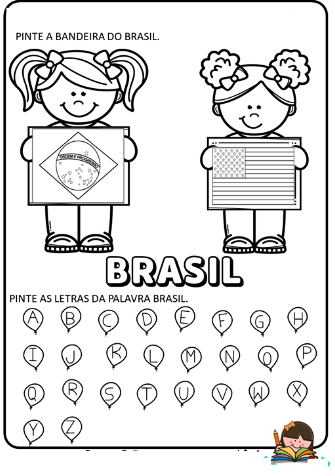 PINTE A BANDEIRA DO BRASIL.
ORDEM E PROGRESSO
BRASIL
PINTE AS LETRAS DA PALAVRA BRASIL.
A B C D E F G H
I J K L M N O P
Q R S T U V W X
Y Z